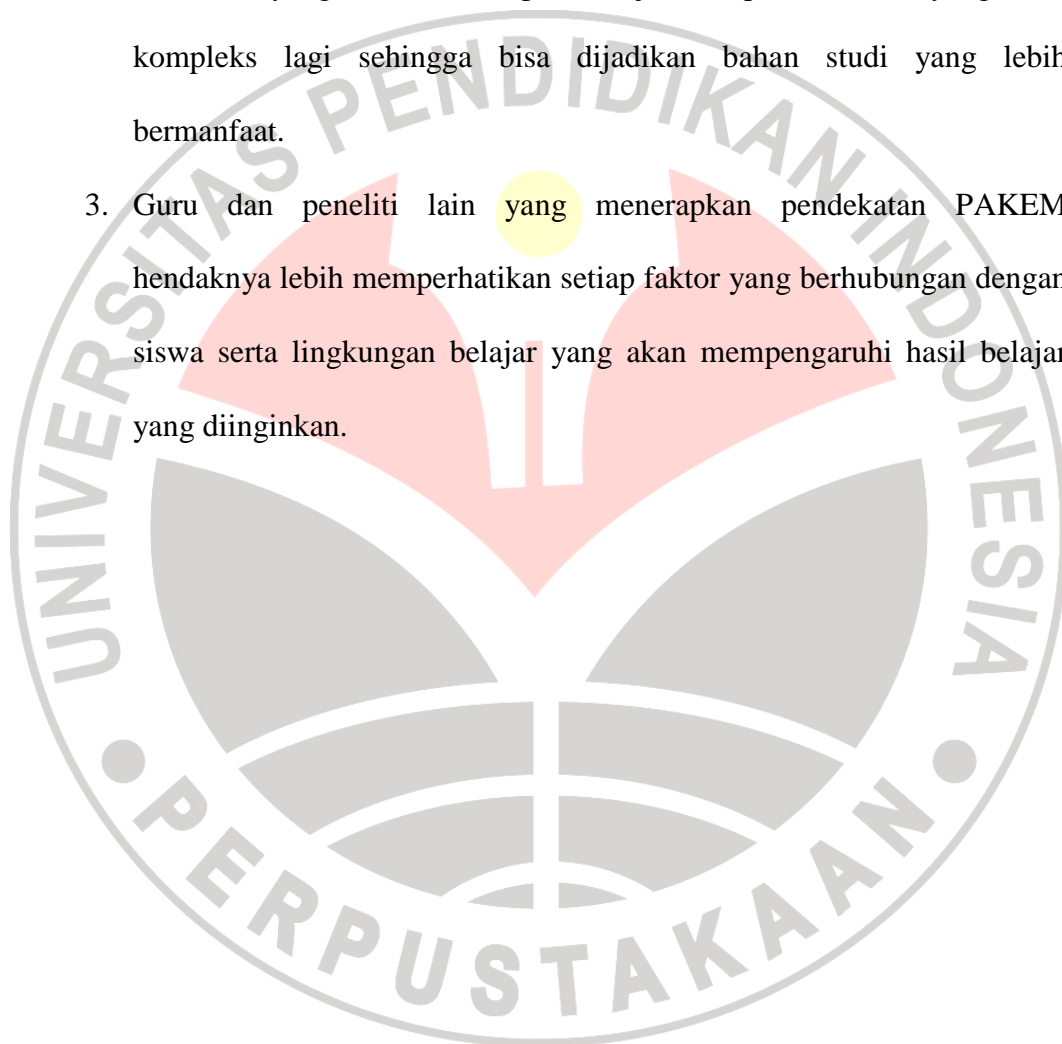 kompleks lagi sehingga bisa dijadikan bahan studi yang lebih
bermanfaat.
3. Guru dan peneliti lain yang menerapkan pendekatan PAKEM
hendaknya lebih memperhatikan setiap faktor yang berhubungan dengan
siswa serta lingkungan belajar yang akan mempengaruhi hasil belajar
yang diinginkan.
UNIVERSITAS PENDIDIKAN INDONESIA
PERPUSTAKAAN